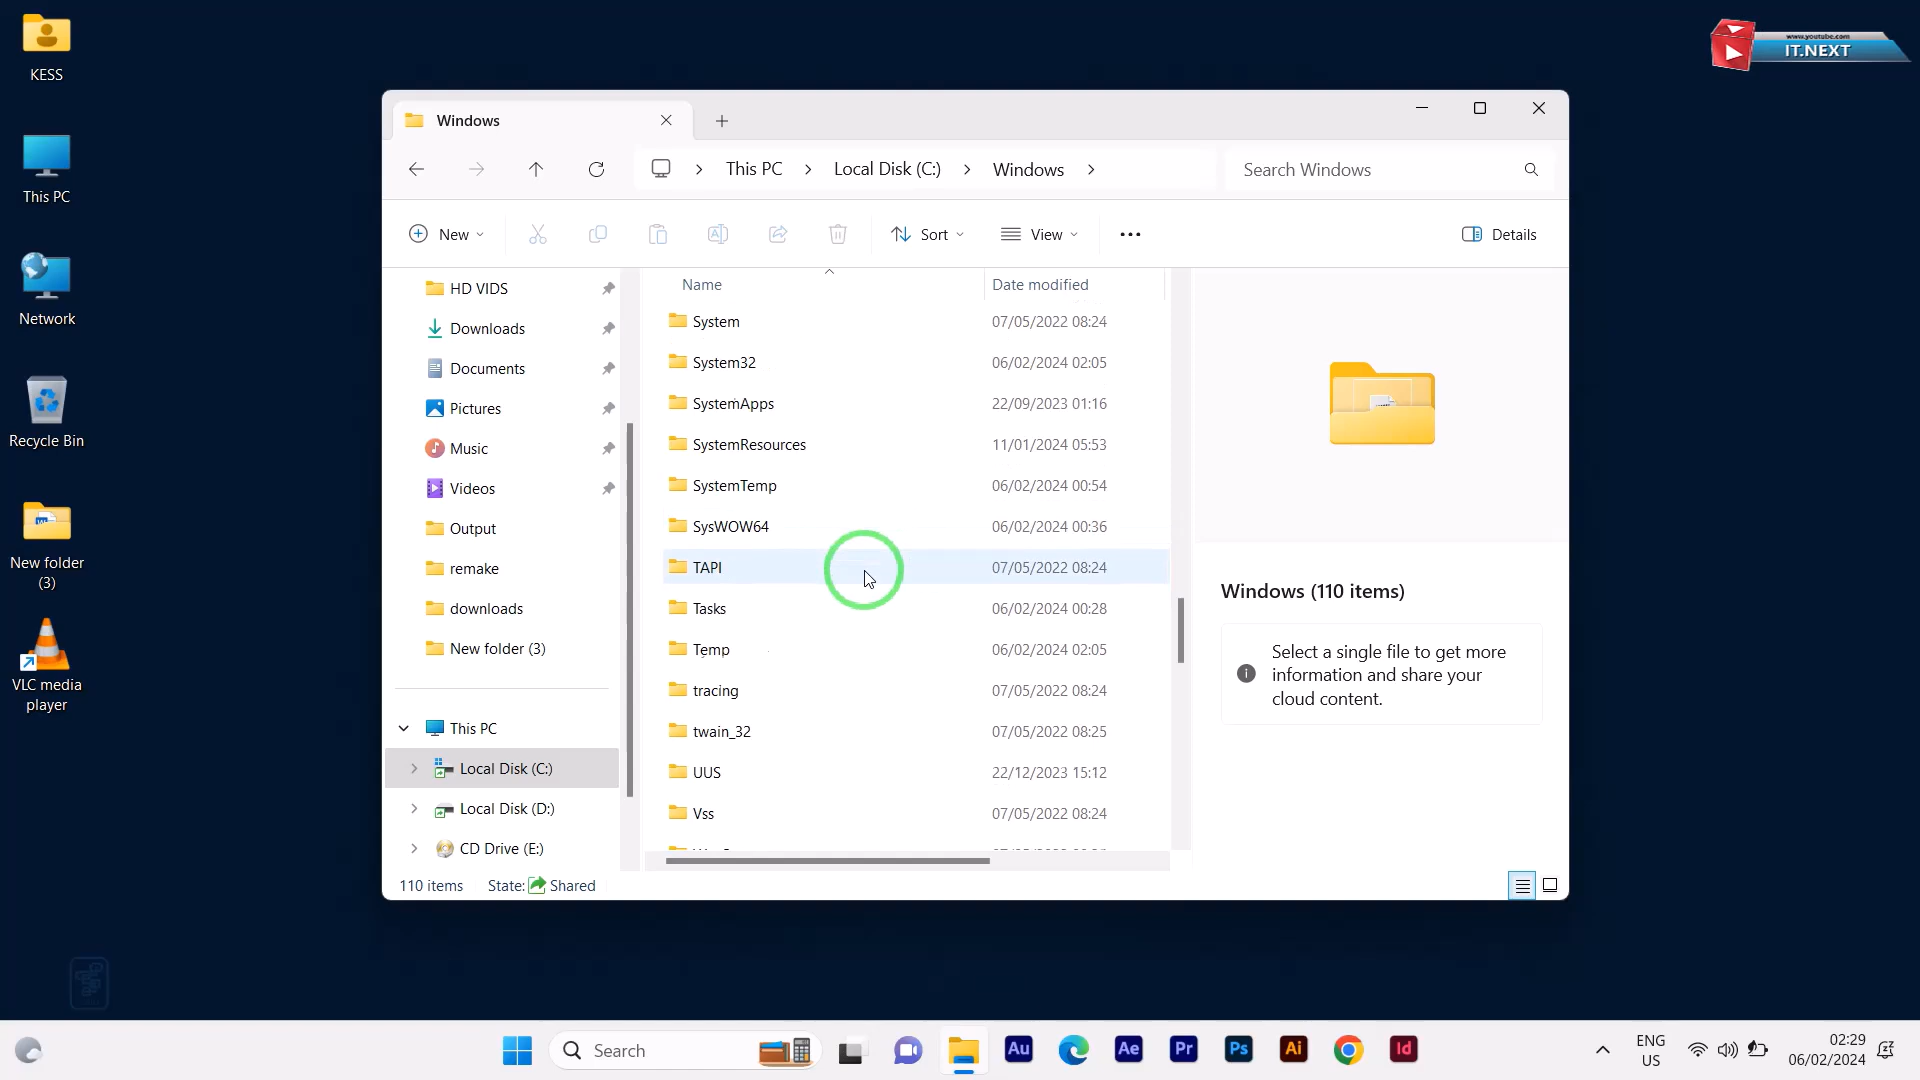 KESS
This PC
Network
Recycle Bin
New folder
(3)
VLC media
player
www.youtube.com
IT.NEXT
Windows
This PC
Local Disk (C:)
Windows
Search Windows
New
Sort
View
Details
HD VIDS
Downloads
Documents
Pictures
Music
Videos
Output
remake
downloads
New folder (3)
This PC
Local Disk (C:)
Local Disk (D:)
CD Drive (E:)
Name Date modified
System 07/05/2022 08:24
System32 06/02/2024 02:05
SystemApps 22/09/2023 01:16
SystemResources 11/01/2024 05:53
SystemTemp 06/02/2024 00:54
SysWOW64 06/02/2024 00:36
TAPI 07/05/2022 08:24
Tasks 06/02/2024 00:28
Temp 06/02/2024 02:05
tracing 07/05/2022 08:24
twain_32 07/05/2022 08:25
UUS 22/12/2023 15:12
Vss 07/05/2022 08:24
Windows (110 items)
Select a single file to get more
information and share your
cloud content.
110 items State: Shared
Search
Au
Ae
Pr
Ps
Ai
Id
ENG
US
02:29
06/02/2024